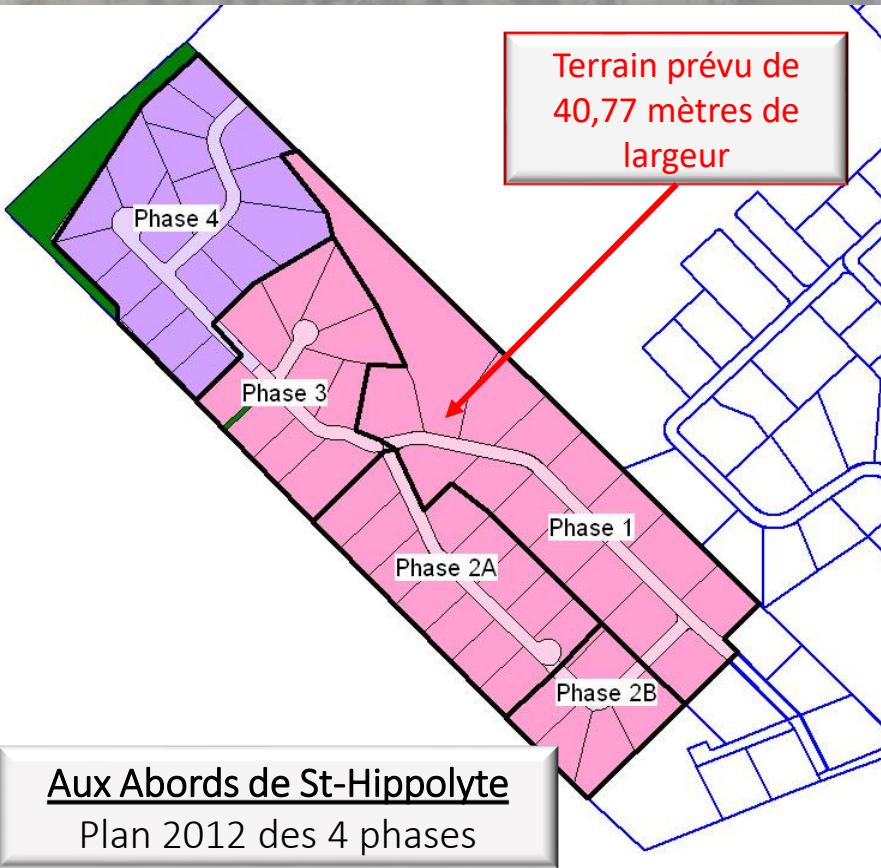 Terrain prévu de
40,77 mètres de
largeur
Phase 4
Phase 3
Phase 1
Phase 2A
Phase 2B
Aux Abords de St-Hippolyte
Plan 2012 des 4 phases